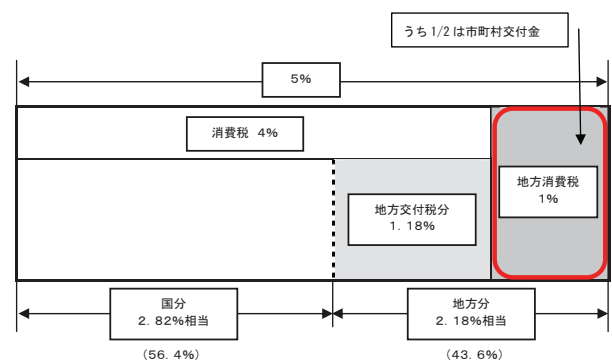 うち 1/2 は市町村交付金
5%
消費税 4%
地方消費税
1%
地方交付税分
1. 18%
国分
2. 82%相当
地方分
2. 18%相当
(56. 4%)
(43. 6%)